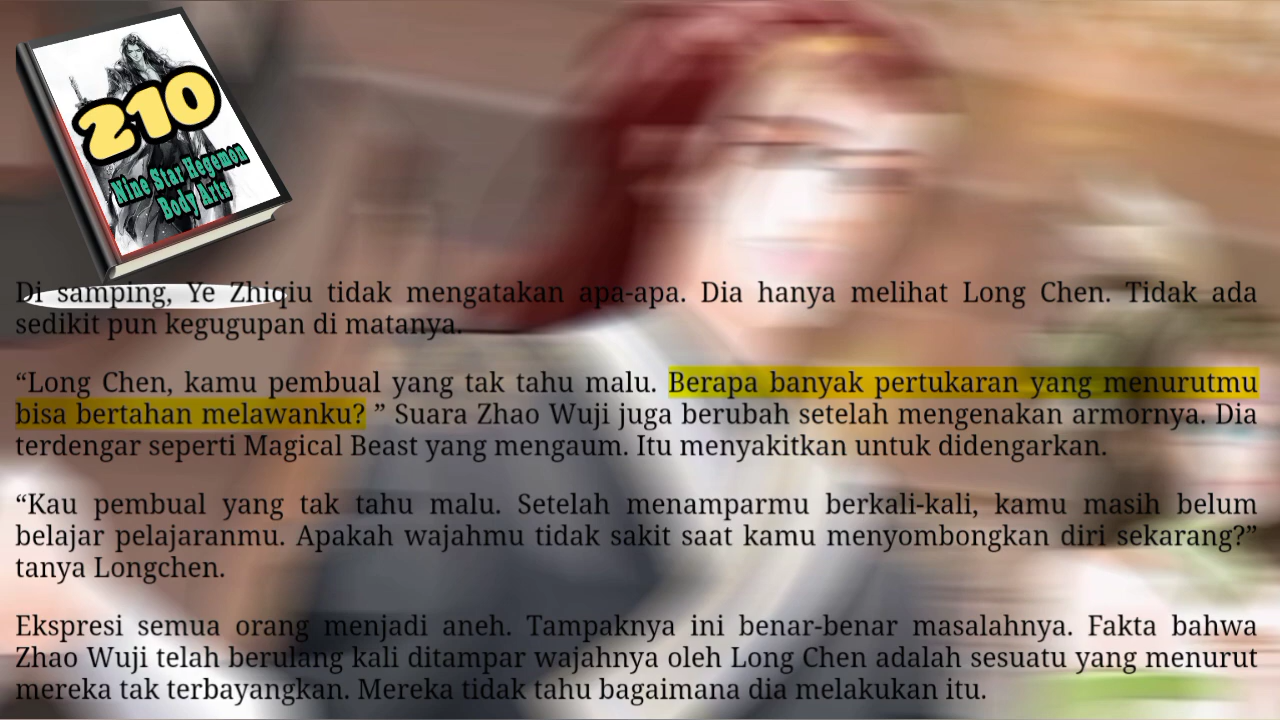 210
Nine Star Hegemon
Body Arts
Di samping, Ye Zhiqiu tidak mengatakan apa-apa. Dia hanya melihat Long Chen. Tidak ada
sedikit pun kegugupan di matanya.
“Long Chen, kamu pembual yang tak tahu malu. Berapa banyak pertukaran yang menurutmu
bisa bertahan melawanku? ” Suara Zhao Wuji juga berubah setelah mengenakan armornya. Dia
terdengar seperti Magical Beast yang mengaum. Itu menyakitkan untuk didengarkan.
“Kau pembual yang tak tahu malu. Setelah menamparmu berkali-kali, kamu masih belum
belajar pelajaranmu. Apakah wajahmu tidak sakit saat kamu menyombongkan diri sekarang?”
tanya Longchen.
Ekspresi semua orang menjadi aneh. Tampaknya ini benar-benar masalahnya. Fakta bahwa
Zhao Wuji telah berulang kali ditampar wajahnya oleh Long Chen adalah sesuatu yang menurut
mereka tak terbayangkan. Mereka tidak tahu bagaimana dia melakukan itu.